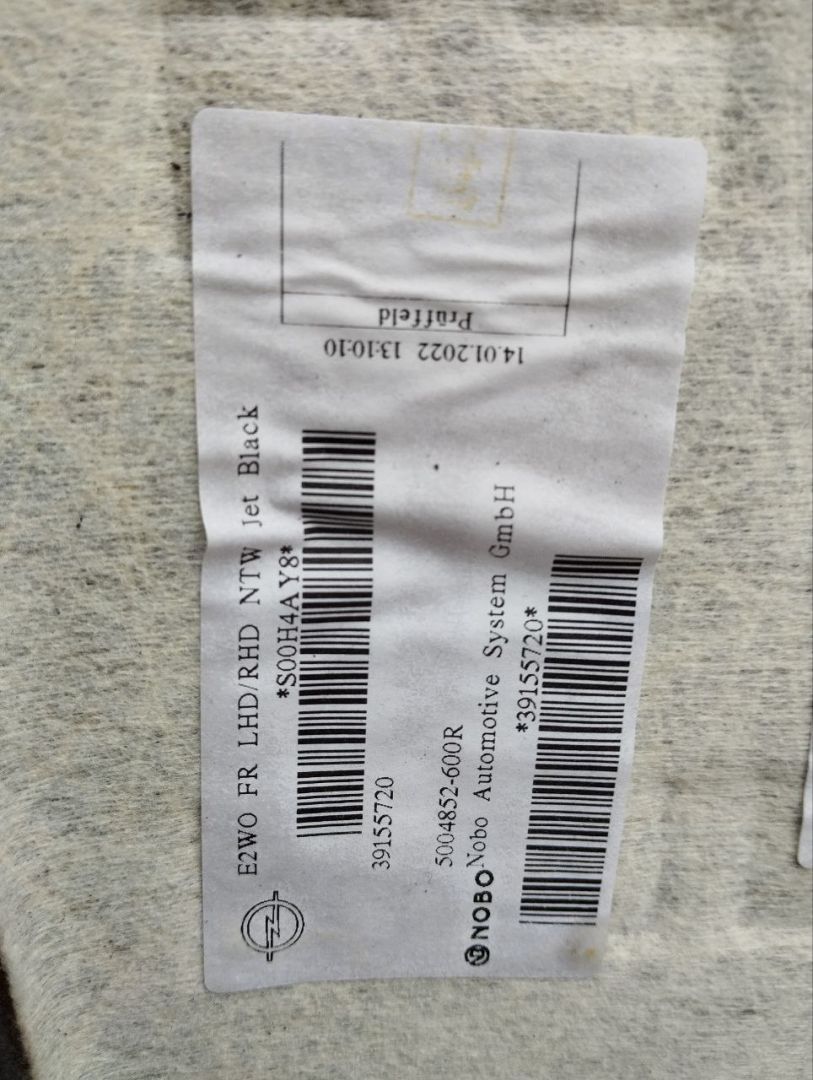 E2WO FR LHD/RHD NTW jet Black
*S00H4AY8*
39155720
5004852-600R
NOBO Nobo Automotive System GmbH
*39155720*
14.01.2022 13:10:10
Prüffeld